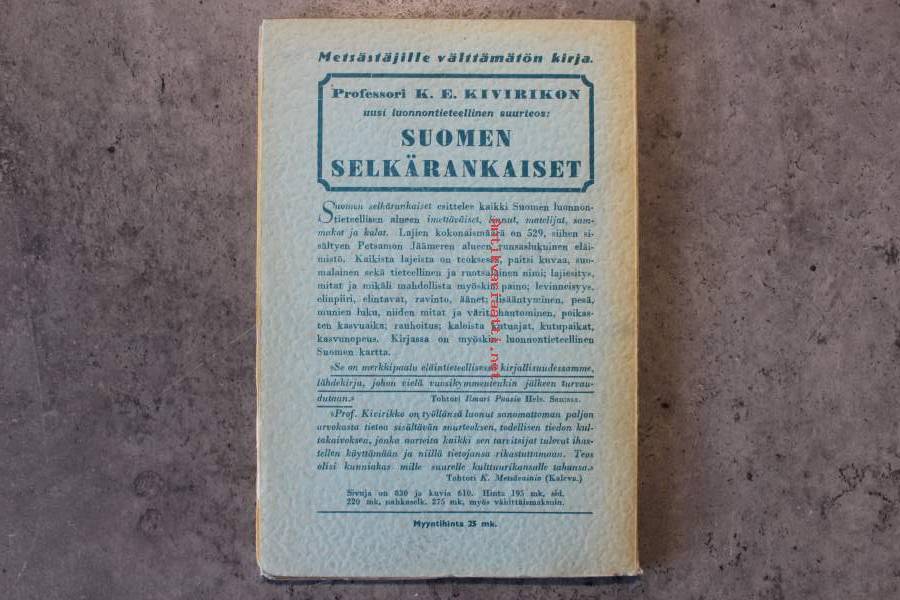 Metsästäjille välttämätön kirja.
Professori K. E. KIVIRIKON
uusi luonnontieteellinen suurteos:
SUOMEN
SELKÄRANKAISET
Suomen selkärankaiset esittelee kaikki Suomen luonnon-
tieteellisen alueen imettäväiset, linnut, matelijat, sam-
makot ja kalat. Lajien kokonaismäärä on 529, siihen si-
sältyen Petsamon Jäämeren alueen runsaslukuinen eläi-
mistö. Kaikista lajeista on teoksessa, paitsi kuvaa, suo-
malainen sekä tieteellinen ja ruotsalainen nimi; lajiesitys,
mitat ja mikäli mahdollista myöskin paino; levinneisyys,
elinpiiri, elintavat, ravinto, äänet; lisääntyminen, pesä,
munien luku, niiden mitat ja väriti hautominen, poikas-
ten kasvuaika; rauhoitus; kaloista kutuajat, kutupaikat,
kasvunopeus. Kirjassa on myöskin luonnontieteellinen
Suomen kartta.
»Se on merkkipaalu eläintieteellisessä kirjallisuudessamme,
lähdekirja, johon vielä vuosikymmenienkin jälkeen turvau-
dutaan.» Tohtori Ilmari Paasio Hels. Sanom.
»Prof. Kivirikko on työllänsä luonut sanomattoman paljon
arvokasta tietoa sisältävän suurteoksen, todellisen tiedon kul-
takaivoksen, jonka aarteita kaikki sen tarvitsijat tulevat ihas-
tellen käyttämään ja niillä tietojansa rikastuttamaan. Teos
olisi kunniakas mille suurelle kulttuurikansalle tahansa.»
Tohtori K. Metsävainio (Kaleva.)
Sivuja on 830 ja kuvia 610. Hinta 195 mk, sid.
220 mk, nahkaselk. 275 mk, myös vähittäismaksuin.
Myyntihinta 25 mk.
Antikvariaatti.net